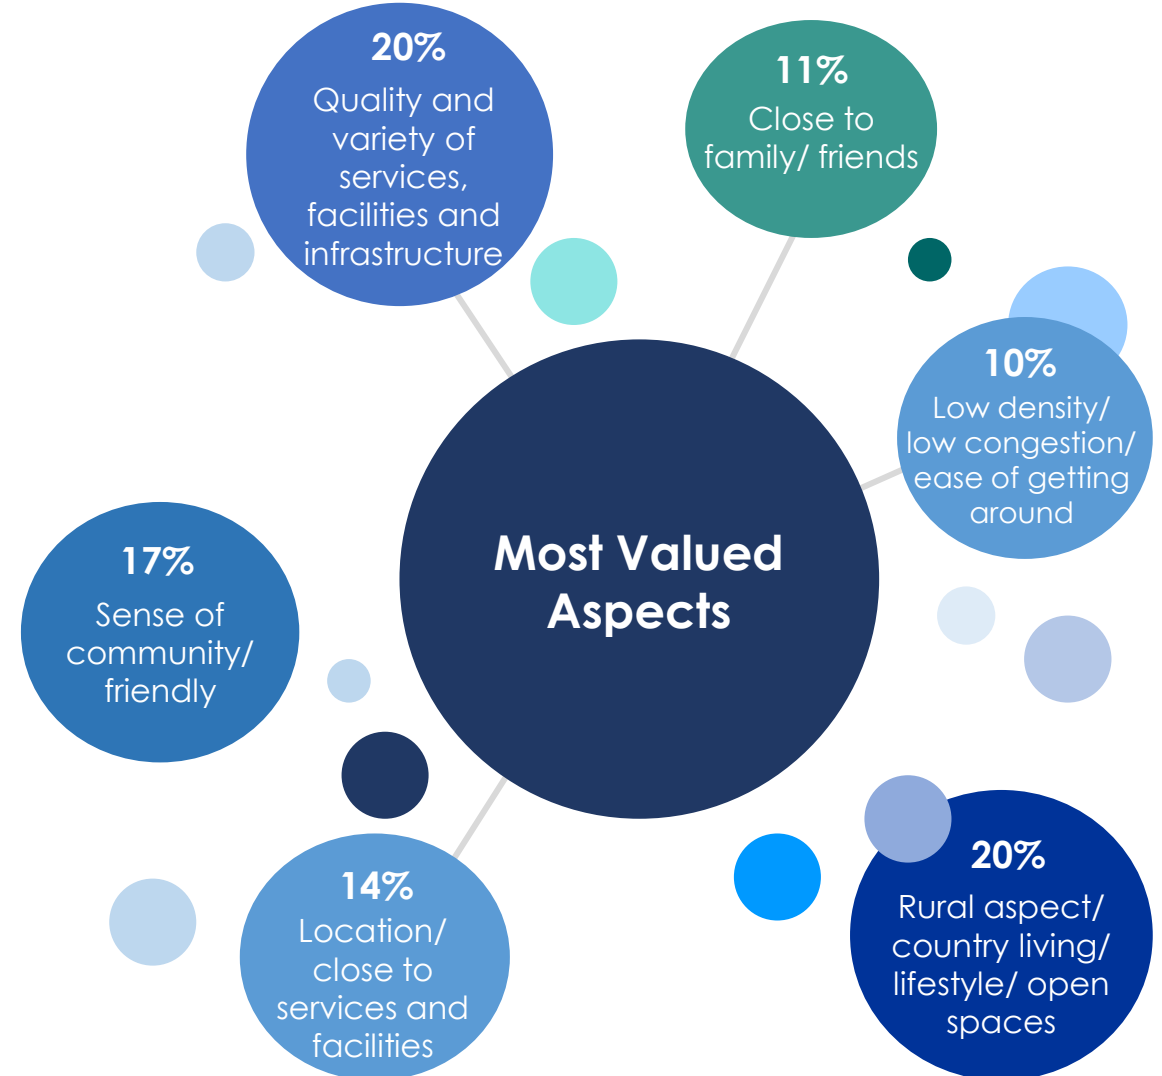 20%
Quality and
variety of
services,
facilities and
infrastructure
11%
Close to
family/ friends
10%
Low density/
low congestion/
ease of getting
around
Most Valued
Aspects
17%
Sense of
community/
friendly
14%
Location/
close to
services and
facilities
20%
Rural aspect/
country living/
lifestyle/ open
spaces